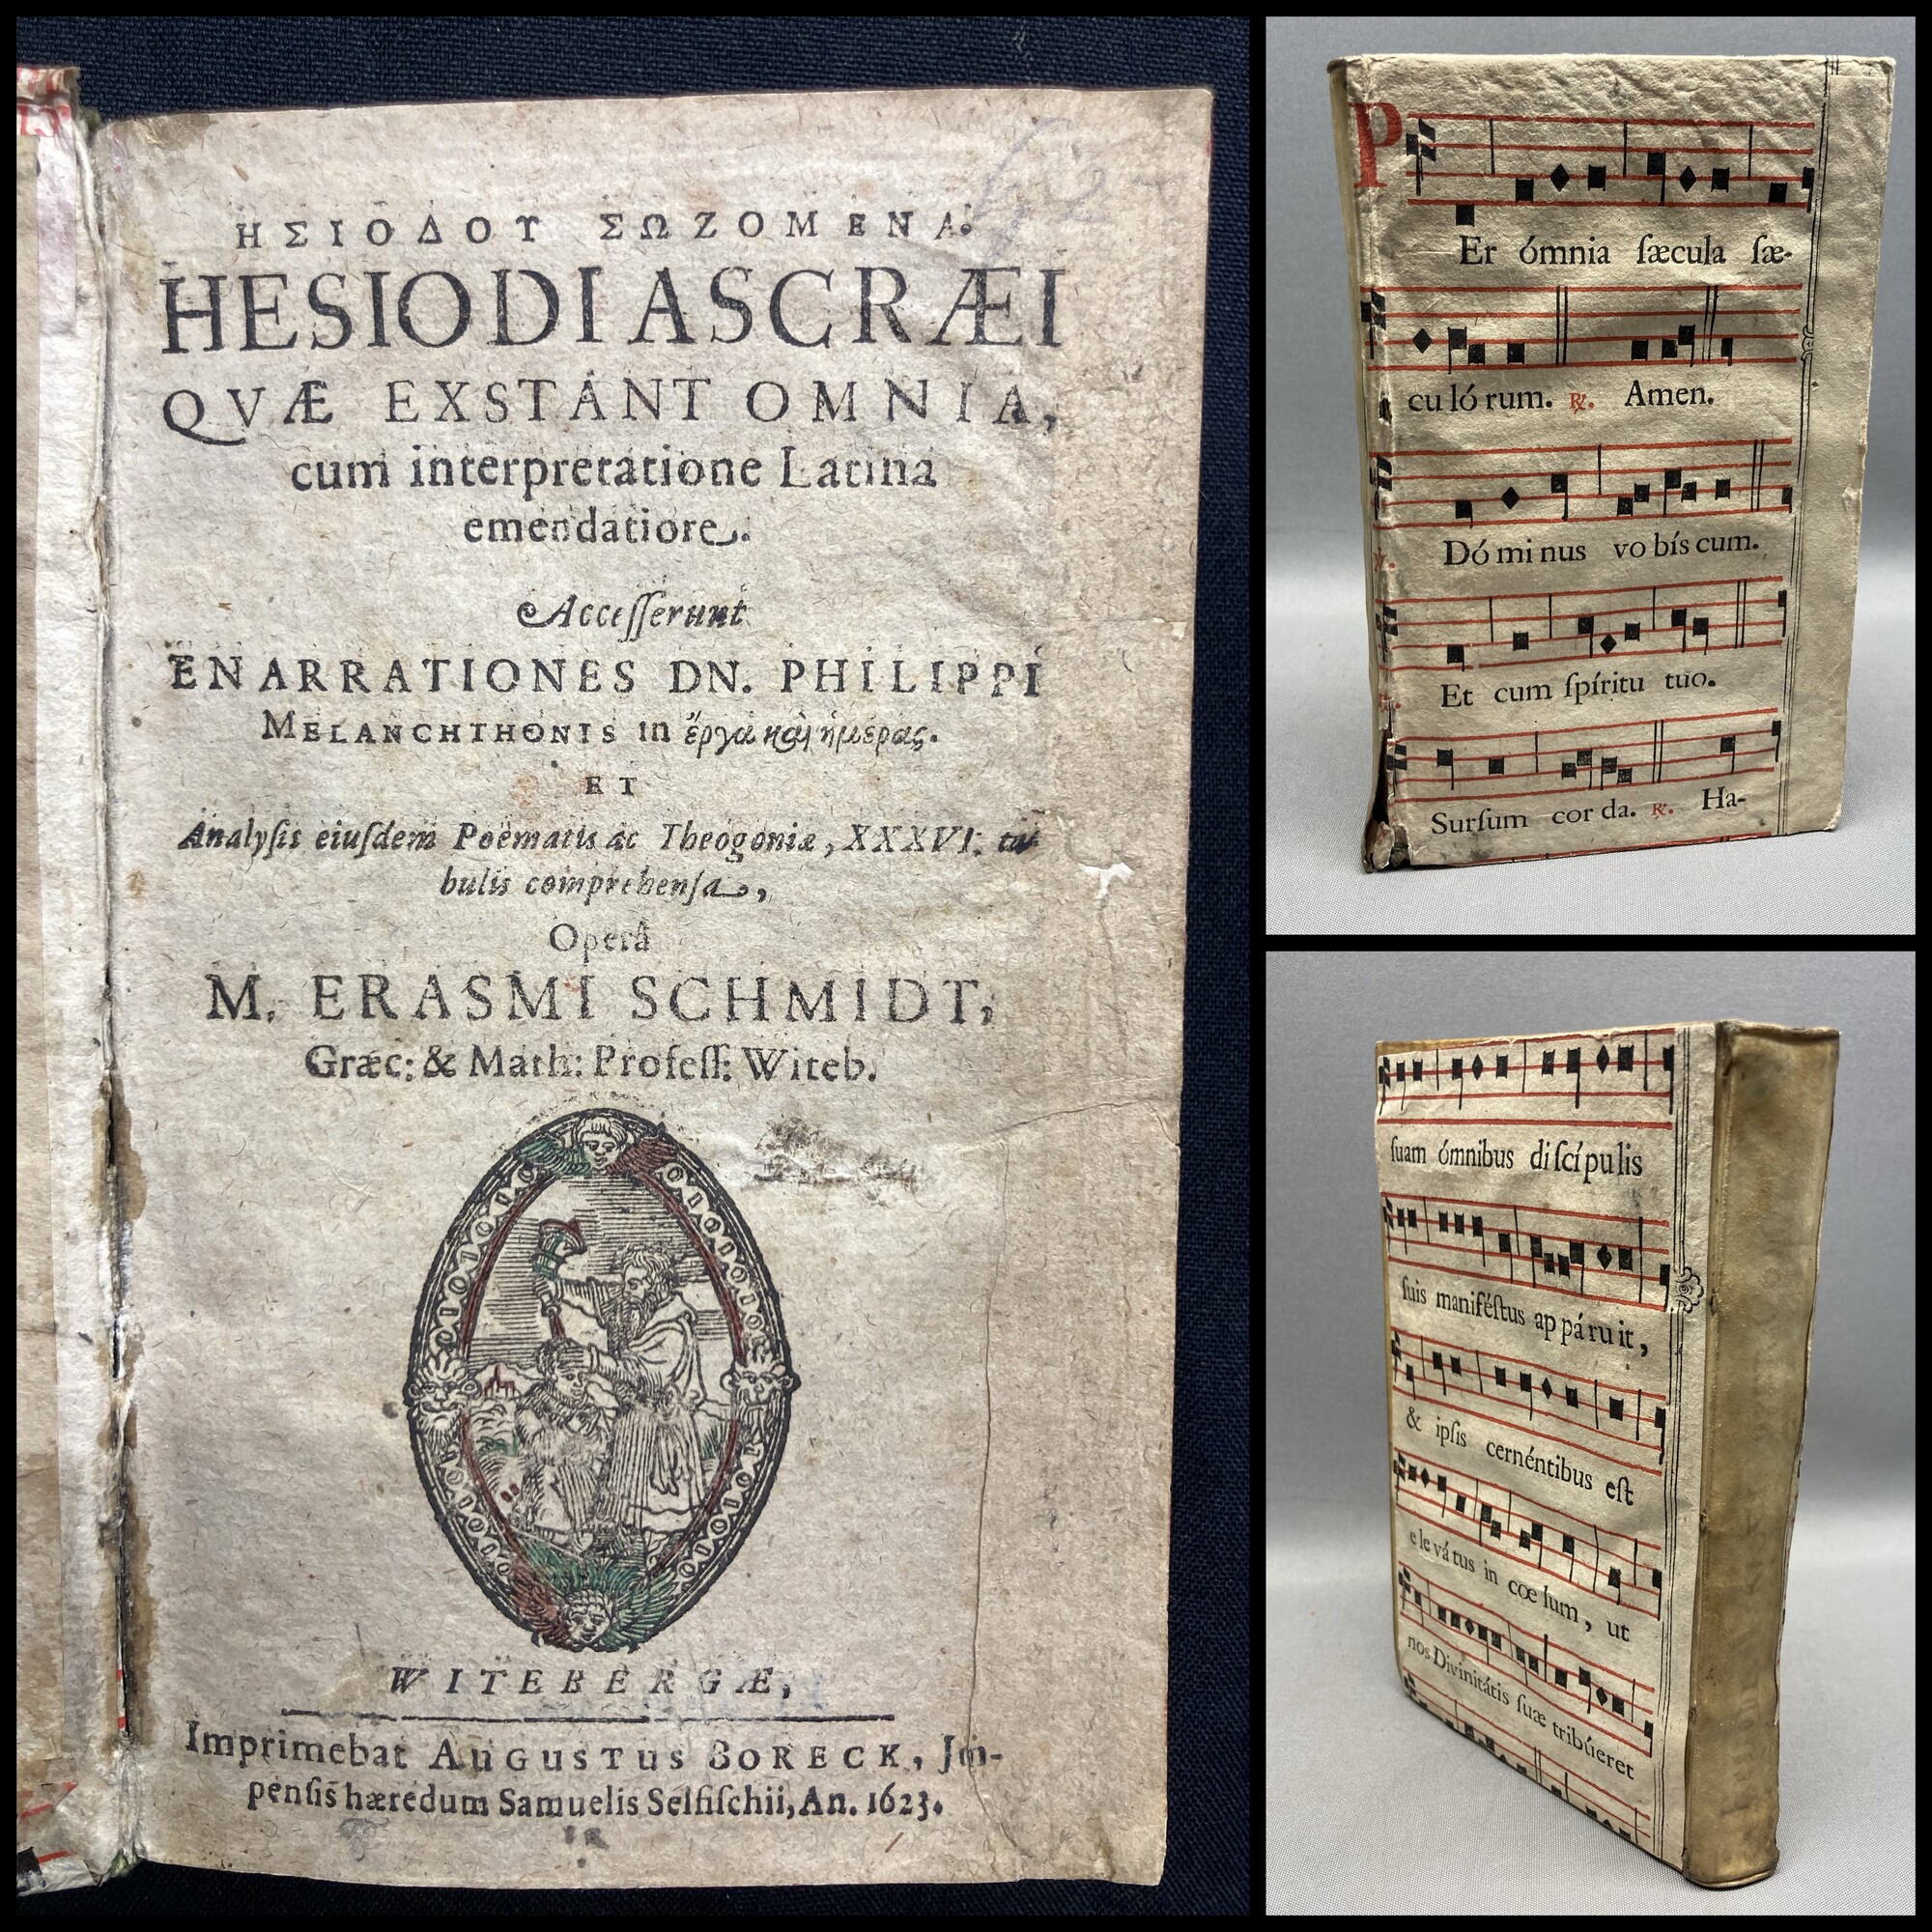 ΗΣΙΟΔΟΥ ΣΩΖΟΜΕΝΑ.
HESIODI ASCRÆI
QVÆ EXSTANT OMNIA,
cum interpretatione Latina
emendatiore.
Accesserunt
ENARRATIONES DN. PHILIPPI
MELANCHTHONIS in ἔργα καὶ ἡμέρας.
ET
Analyſis eiuſdem Poëmatis ac Theogoniæ, XXXVI. ta-
bulis comprehenſa,
Operâ
M. ERASMI SCHMIDT,
Græc: & Math: Profeſſ: Witeb.
WITEBERGÆ,
Imprimebat AUGUSTUS BORECK, Im-
penſis hæredum Samuelis Selfiſchii, An. 1623.
PEr ómnia ſæcula ſæ-
cu ló rum. ℟. Amen.
Dó mi nus vo bís cum.
Et cum ſpíritu tuo.
Surſum cor da. ℟. Ha-
ſuam ómnibus di ſcí pu lis
ſuis manifeſtus ap pá ru it,
& ipſis cernéntibus eſt
e le vá tus in cœ lum, ut
nos Divinitátis ſuæ tribúeret